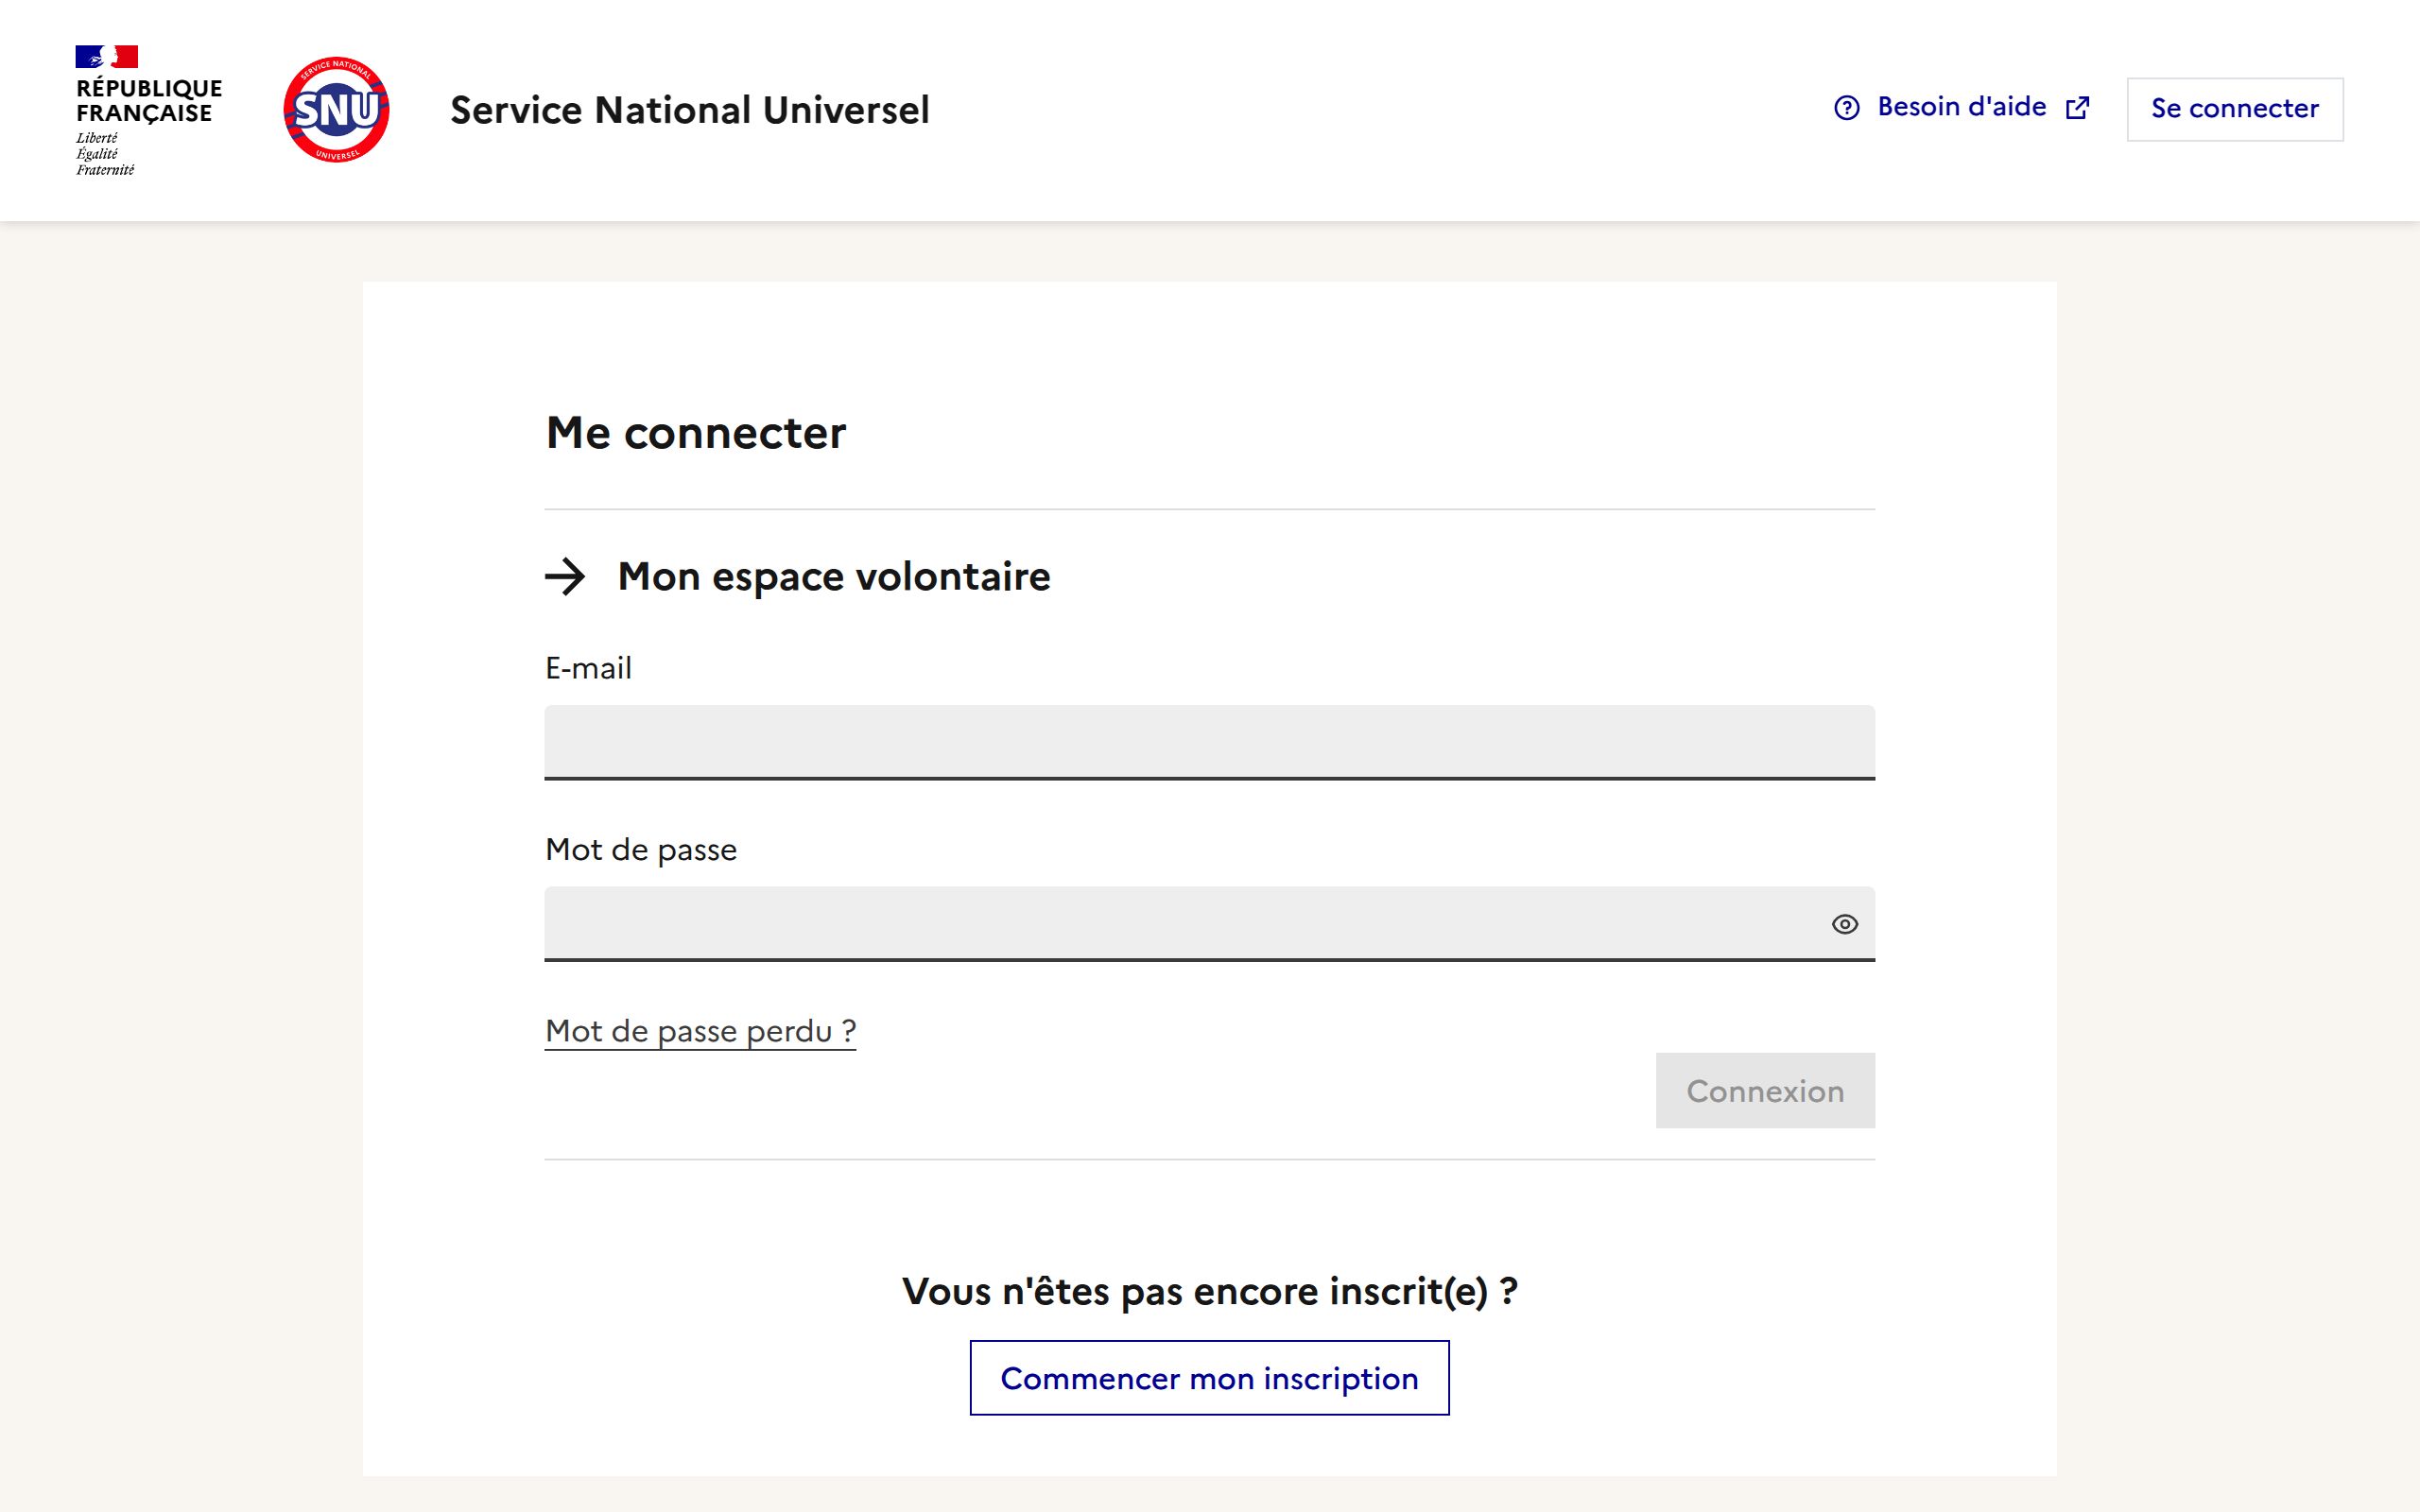 RÉPUBLIQUE
FRANÇAISE
Liberté
Égalité
Fraternité
SERVICE NATIONAL
SNU
UNIVERSEL
Service National Universel
Besoin d'aide
Se connecter
Me connecter
Mon espace volontaire
E-mail
Mot de passe
Mot de passe perdu ?
Connexion
Vous n'êtes pas encore inscrit(e) ?
Commencer mon inscription